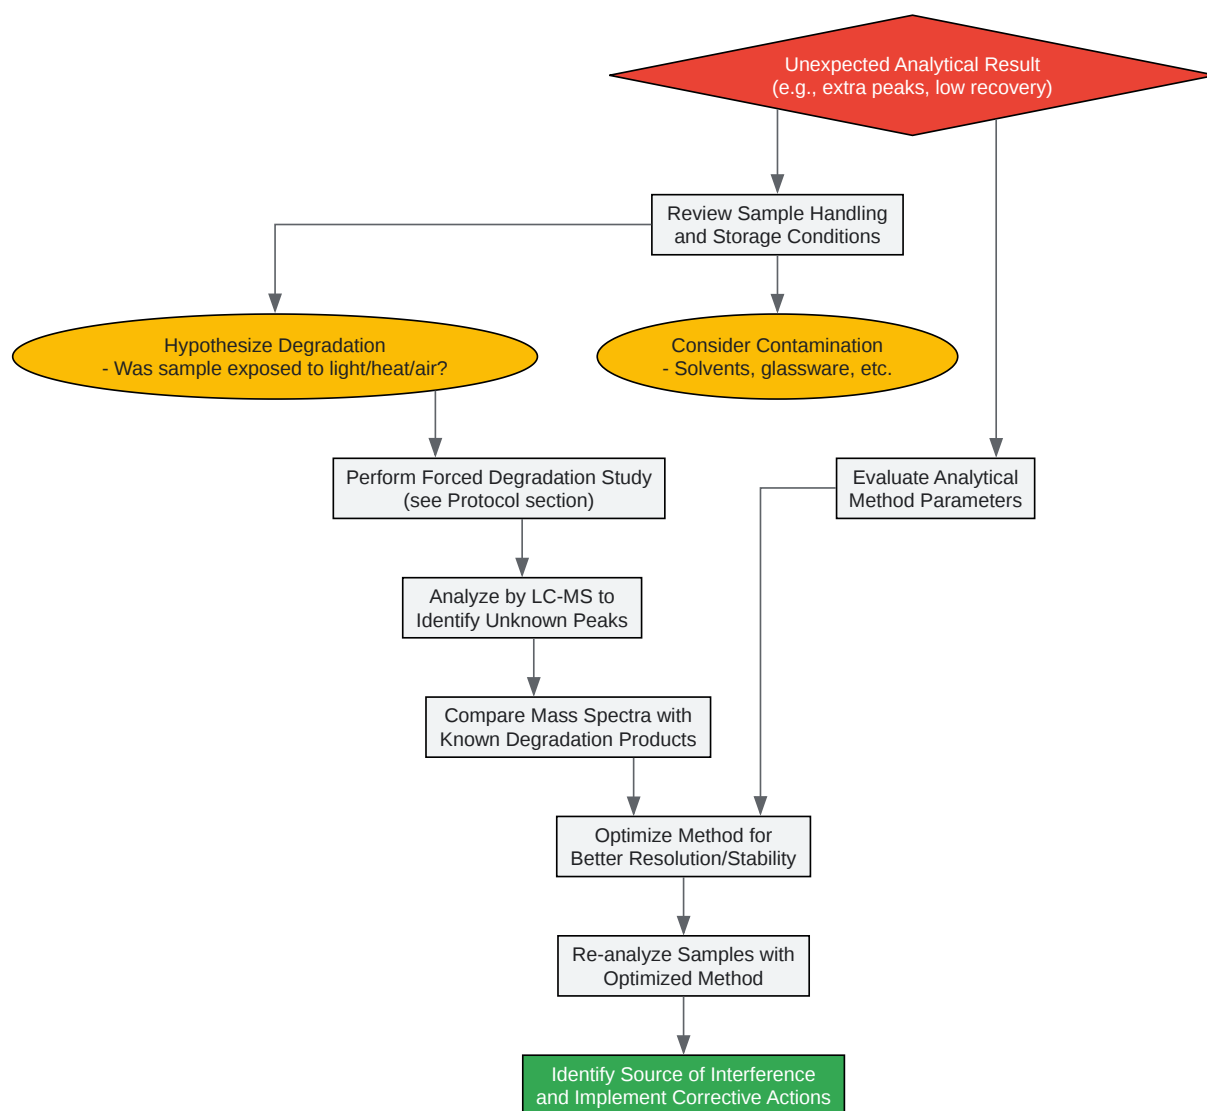 Unexpected Analytical Result
(e.g., extra peaks, low recovery)
Review Sample Handling
and Storage Conditions
Hypothesize Degradation
- Was sample exposed to light/heat/air?
Consider Contamination
- Solvents, glassware, etc.
Perform Forced Degradation Study
(see Protocol section)
Evaluate Analytical
Method Parameters
Analyze by LC-MS to
Identify Unknown Peaks
Compare Mass Spectra with
Known Degradation Products
Optimize Method for
Better Resolution/Stability
Re-analyze Samples with
Optimized Method
Identify Source of Interference
and Implement Corrective Actions